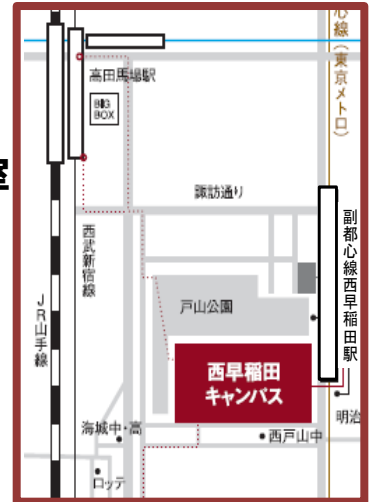 心線（東京メトロ）
高田馬場駅
BIG
BOX
室
諏訪通り
西武新宿線
副都心線西早稲田駅
JR山手線
戸山公園
西早稲田
キャンパス
明治
海城中・高
西戸山中
ロッテ